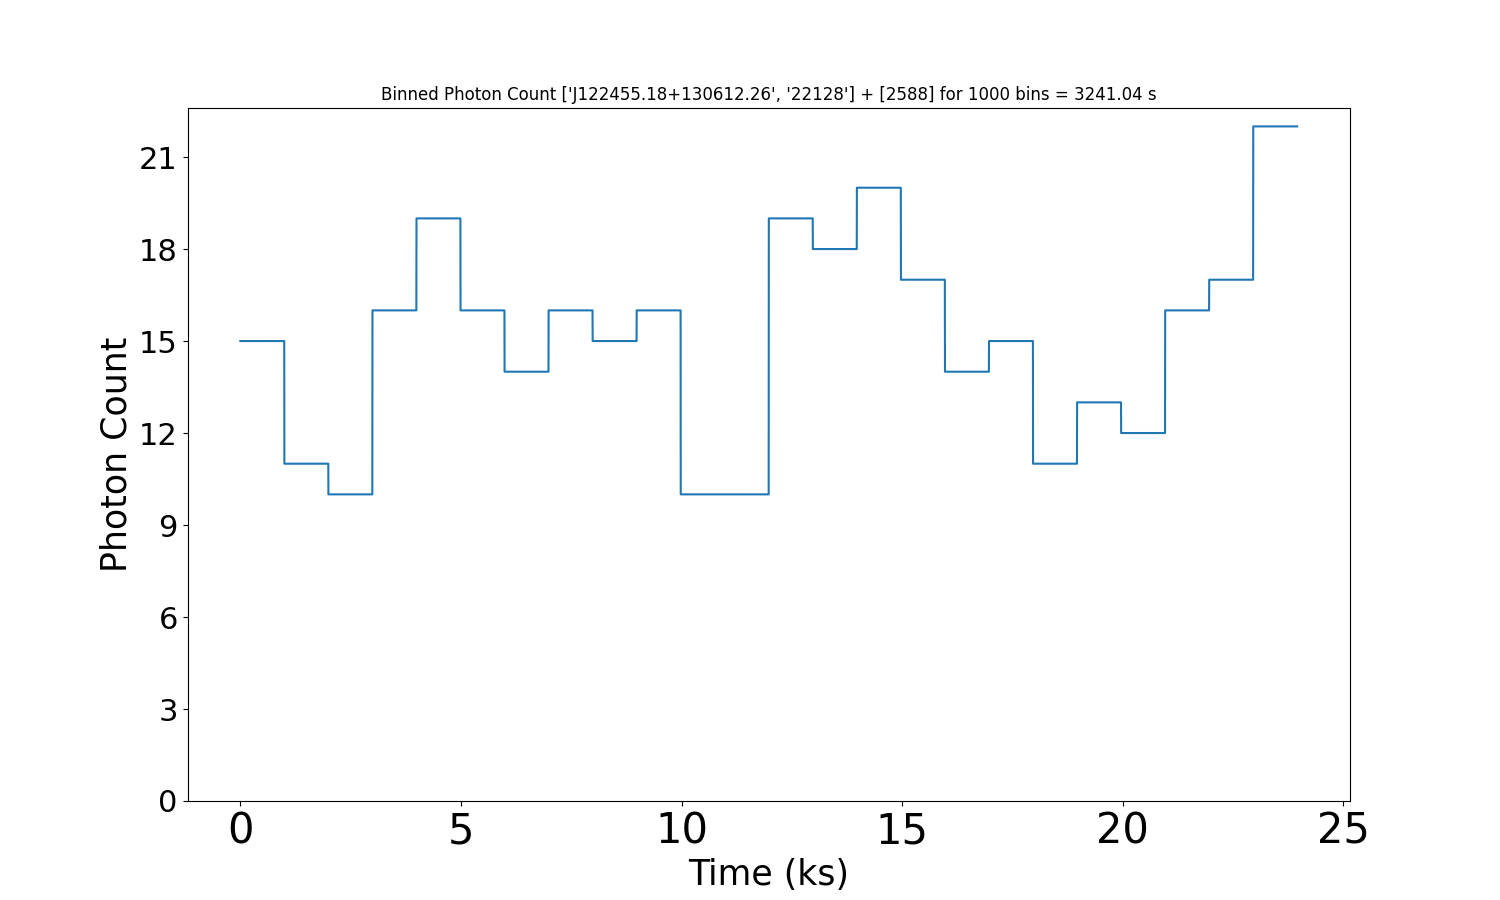 Binned Photon Count ['J122455.18+130612.26', '22128'] + [2588] for 1000 bins = 3241.04 s
21
18
15
12
9
6
3
0
Photon Count
0 5 10 15 20 25
Time (ks)